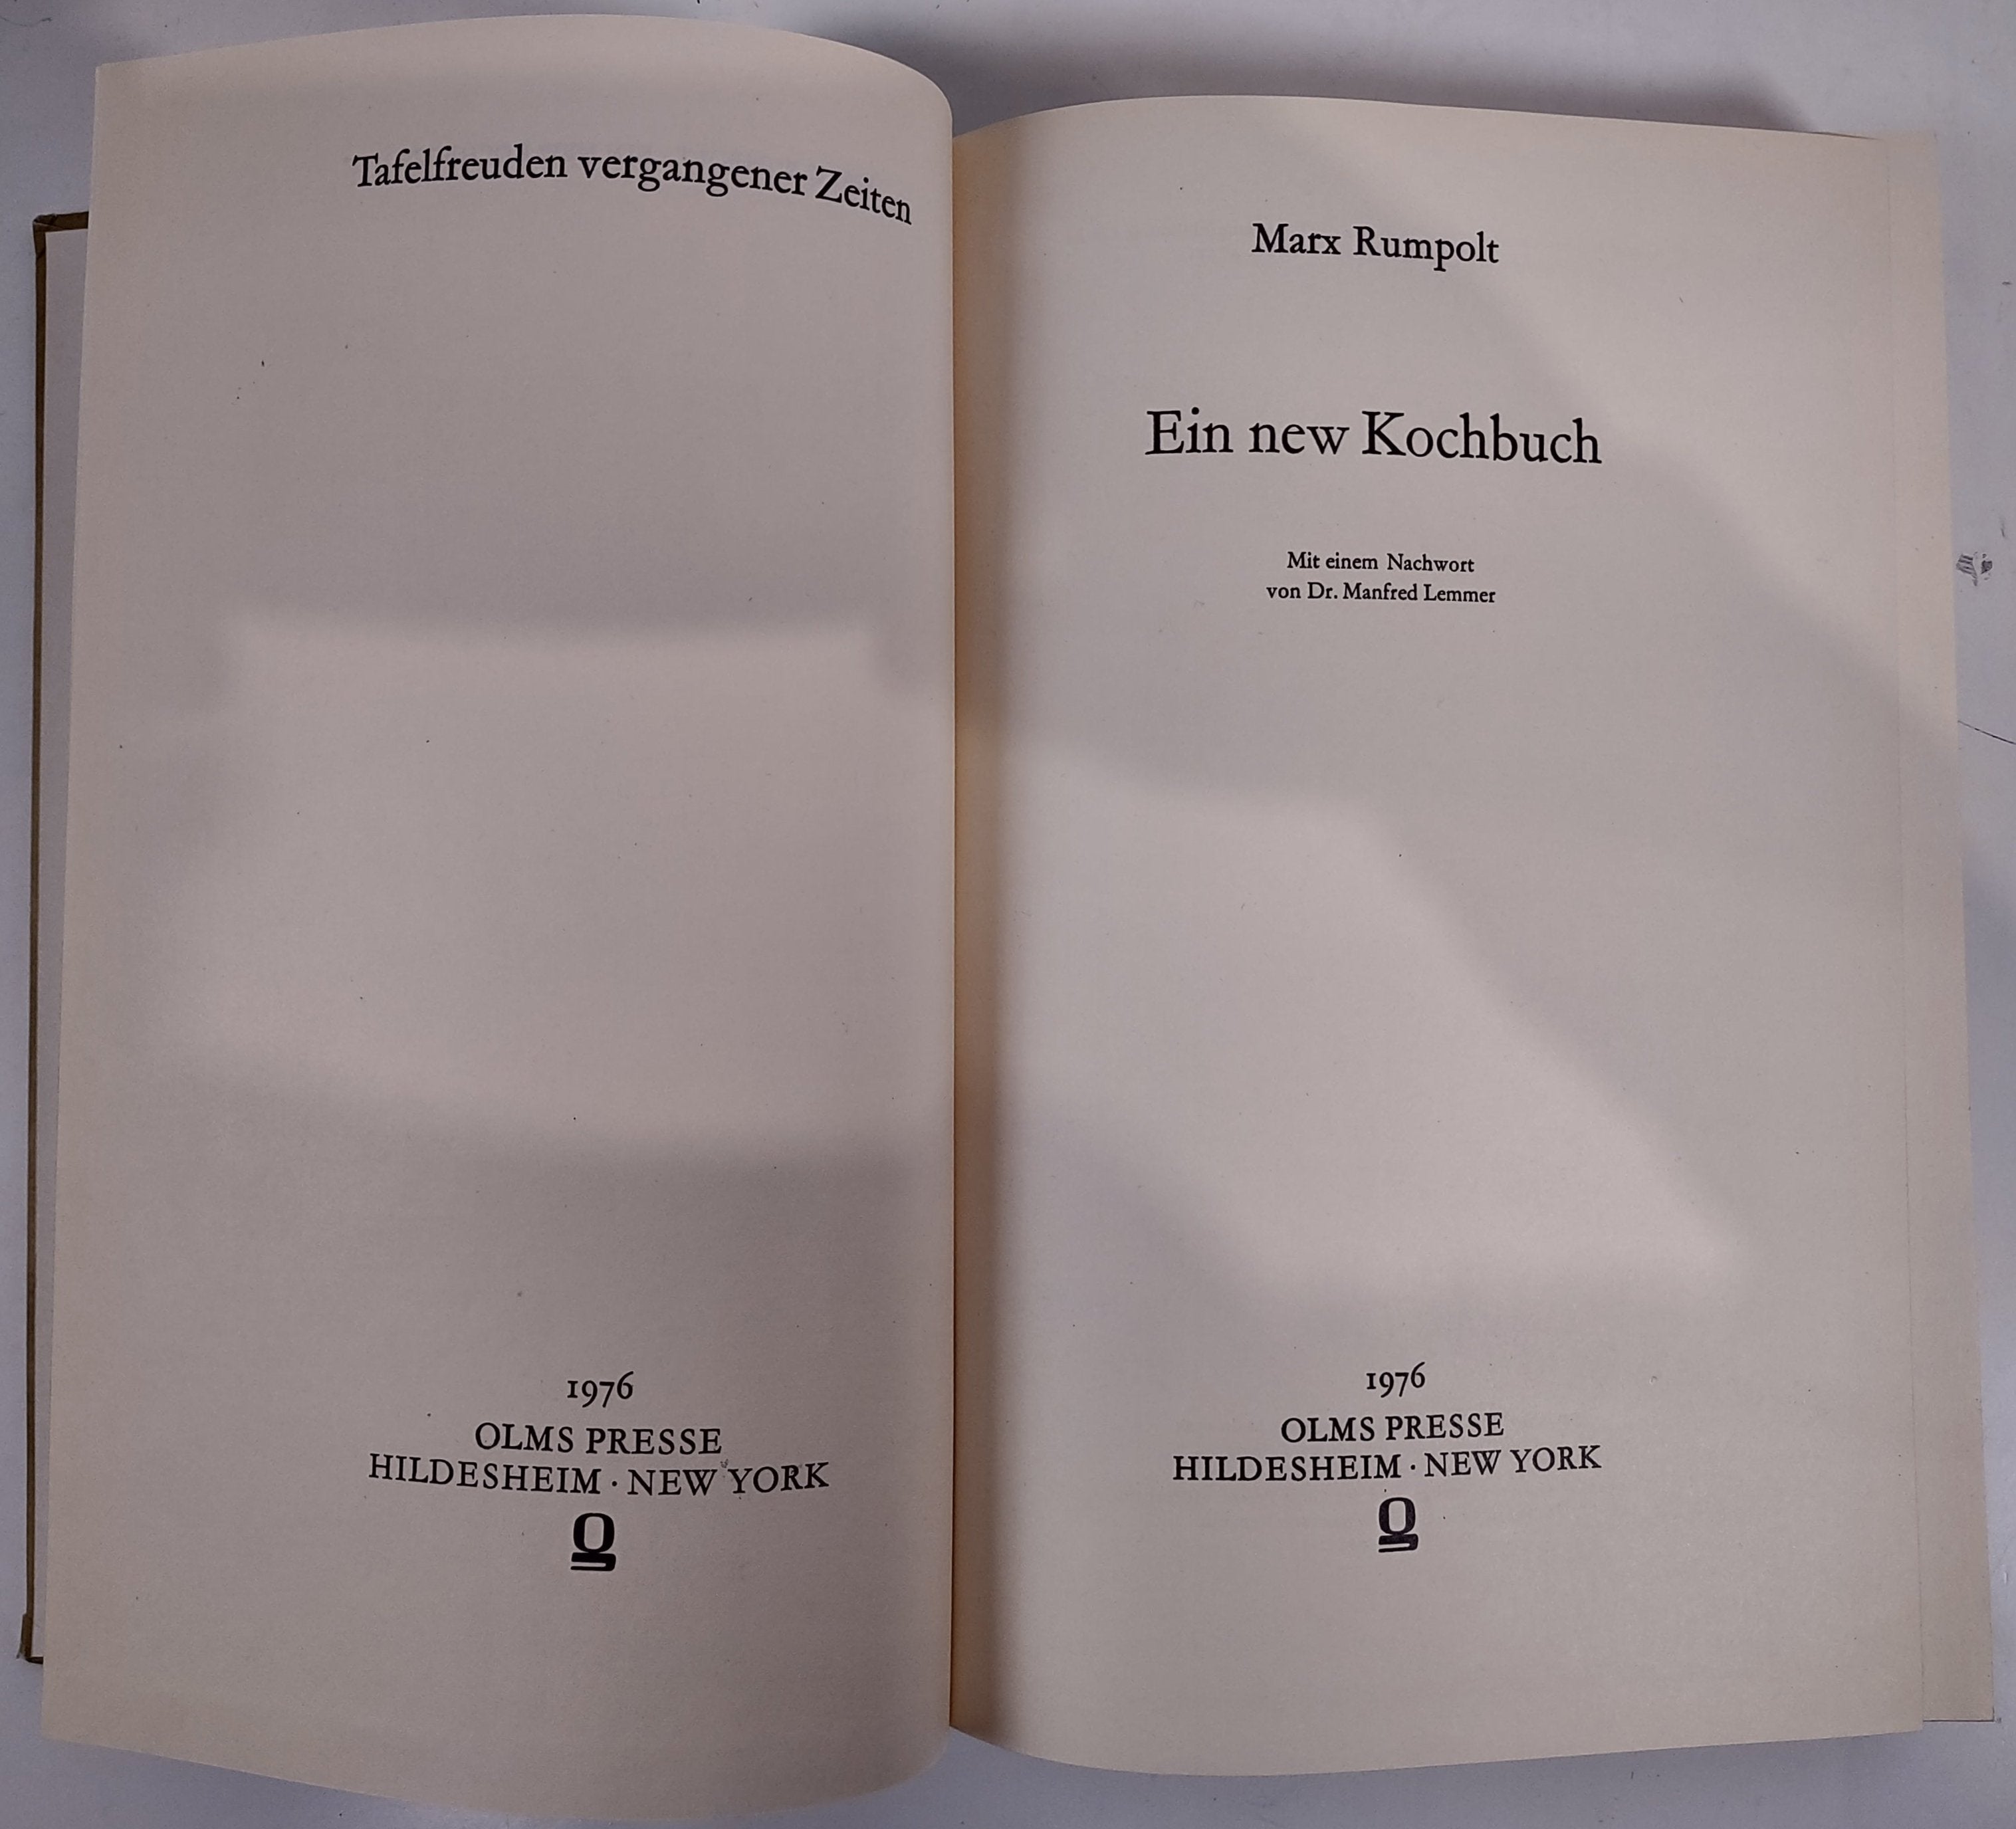 Tafelfreuden vergangener Zeiten
1976
OLMS PRESSE
HILDESHEIM · NEW YORK
Marx Rumpolt
Ein new Kochbuch
Mit einem Nachwort
von Dr. Manfred Lemmer
1976
OLMS PRESSE
HILDESHEIM · NEW YORK